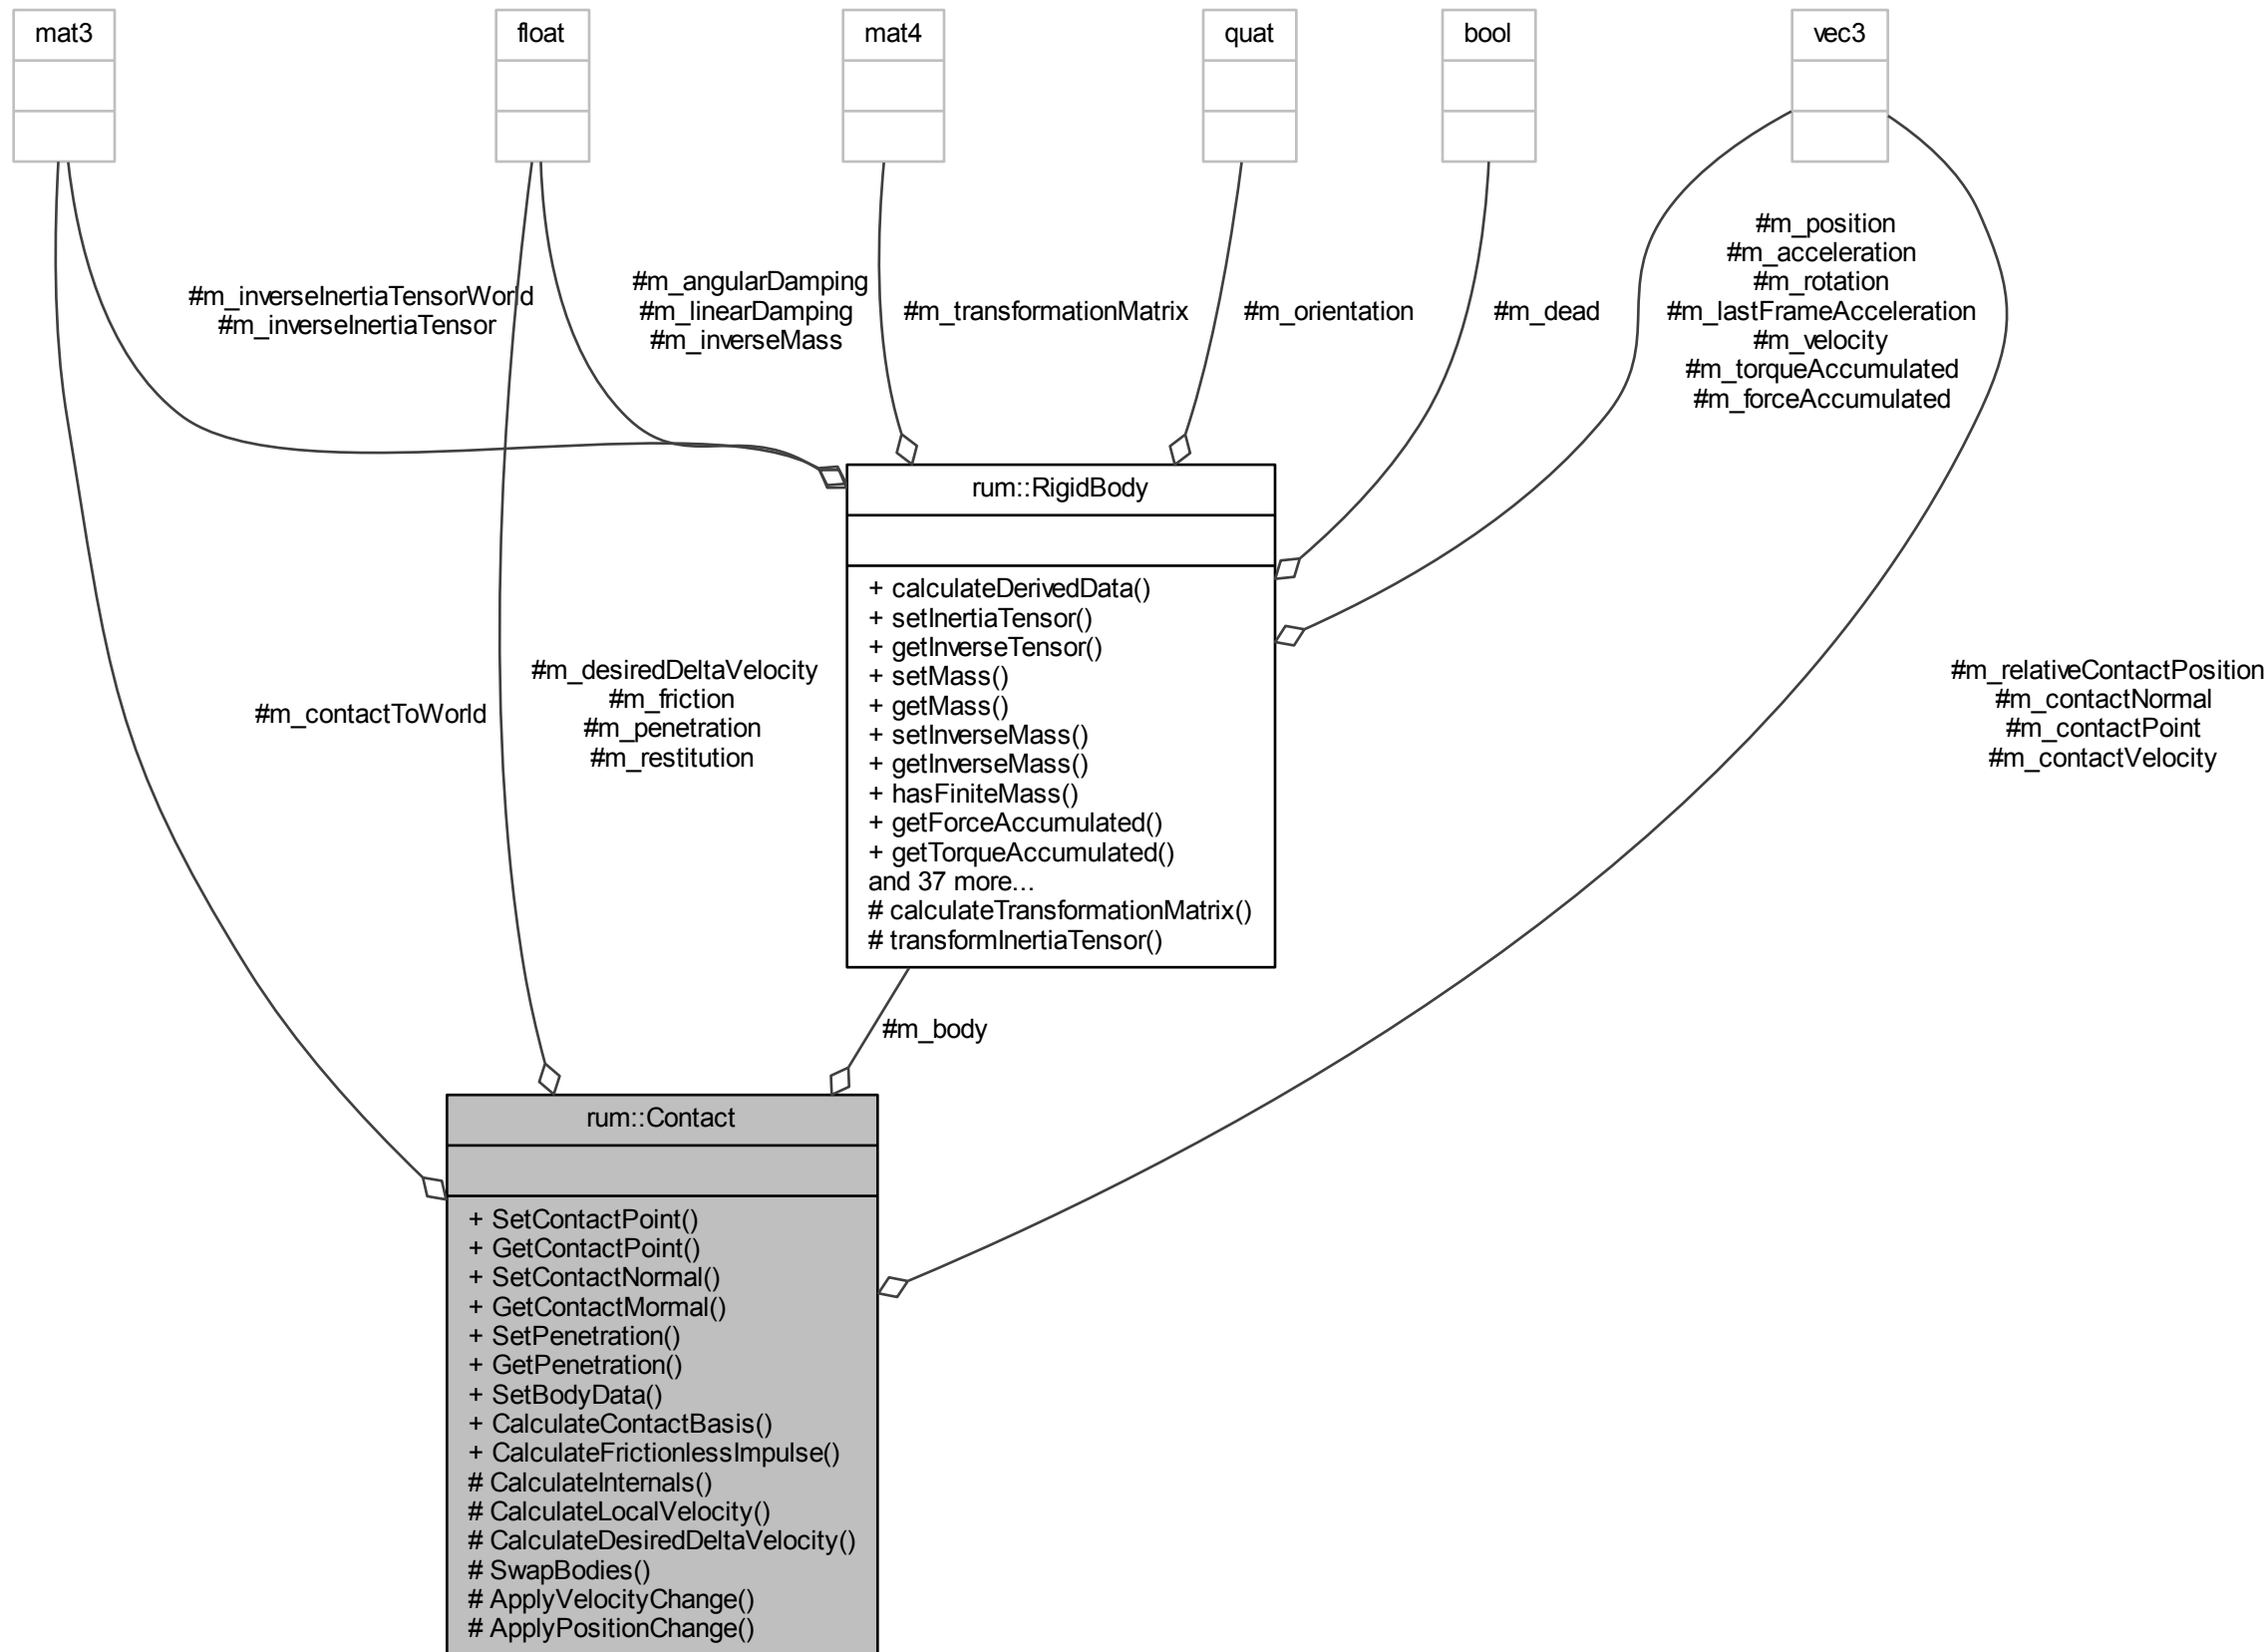 mat3
float
mat4
quat
bool
vec3
#m_inverseInertiaTensorWorld
#m_inverseInertiaTensor
#m_angularDamping
#m_linearDamping
#m_inverseMass
#m_transformationMatrix
#m_orientation
#m_dead
#m_position
#m_acceleration
#m_rotation
#m_lastFrameAcceleration
#m_velocity
#m_torqueAccumulated
#m_forceAccumulated
rum::RigidBody
+ calculateDerivedData()
+ setInertiaTensor()
+ getInverseTensor()
+ setMass()
+ getMass()
+ setInverseMass()
+ getInverseMass()
+ hasFiniteMass()
+ getForceAccumulated()
+ getTorqueAccumulated()
and 37 more...
# calculateTransformationMatrix()
# transformInertiaTensor()
#m_contactToWorld
#m_desiredDeltaVelocity
#m_friction
#m_penetration
#m_restitution
#m_relativeContactPosition
#m_contactNormal
#m_contactPoint
#m_contactVelocity
#m_body
rum::Contact
+ SetContactPoint()
+ GetContactPoint()
+ SetContactNormal()
+ GetContactMormal()
+ SetPenetration()
+ GetPenetration()
+ SetBodyData()
+ CalculateContactBasis()
+ CalculateFrictionlessImpulse()
# CalculateInternals()
# CalculateLocalVelocity()
# CalculateDesiredDeltaVelocity()
# SwapBodies()
# ApplyVelocityChange()
# ApplyPositionChange()